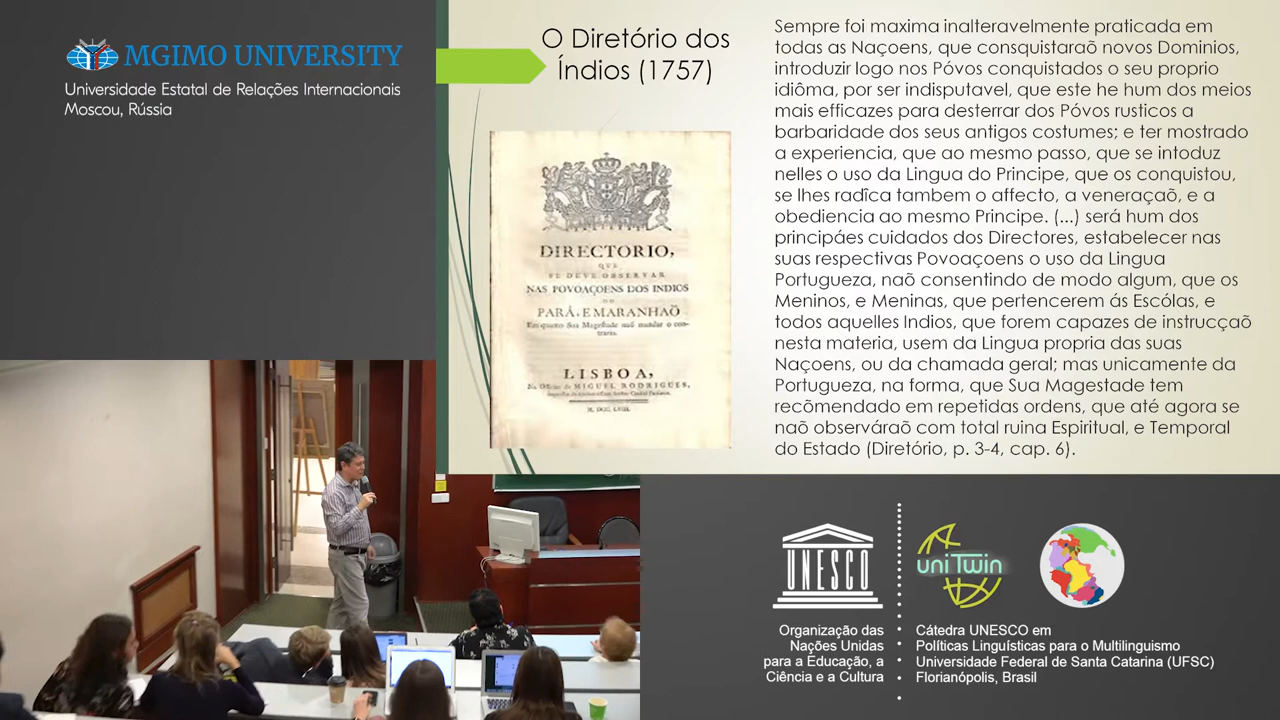 MGIMO UNIVERSITY
Universidade Estatal de Relações Internacionais
Moscou, Rússia
O Diretório dos
Índios (1757)
DIRECTORIO,
QUE
SE DEVE OBSERVAR
NAS POVOAÇOENS DOS INDIOS
DO
PARÁ, E MARANHAÕ
Em quanto Sua Magestade naõ mandar o con-
trario.
LISBOA,
Na Officina de MIGUEL RODRIGUES,
M. DCC. LVIII.
Sempre foi maxima inalteravelmente praticada em
todas as Naçoens, que consquistaraõ novos Dominios,
introduzir logo nos Póvos conquistados o seu proprio
idiôma, por ser indisputavel, que este he hum dos meios
mais efficazes para desterrar dos Póvos rusticos a
barbaridade dos seus antigos costumes; e ter mostrado
a experiencia, que ao mesmo passo, que se intoduz
nelles o uso da Lingua do Principe, que os conquistou,
se lhes radîca tambem o affecto, a veneraçaõ, e a
obediencia ao mesmo Principe. (...) será hum dos
principáes cuidados dos Directores, estabelecer nas
suas respectivas Povoaçoens o uso da Lingua
Portugueza, naõ consentindo de modo algum, que os
Meninos, e Meninas, que pertencerem ás Escólas, e
todos aquelles Indios, que forem capazes de instrucçaõ
nesta materia, usem da Lingua propria das suas
Naçoens, ou da chamada geral; mas unicamente da
Portugueza, na forma, que Sua Magestade tem
recõmendado em repetidas ordens, que até agora se
naõ observáraõ com total ruina Espiritual, e Temporal
do Estado (Diretório, p. 3-4, cap. 6).
UNESCO
Organização das
Nações Unidas
para a Educação, a
Ciência e a Cultura
uniTwin
Cátedra UNESCO em
Políticas Linguísticas para o Multilinguismo
Universidade Federal de Santa Catarina (UFSC)
Florianópolis, Brasil